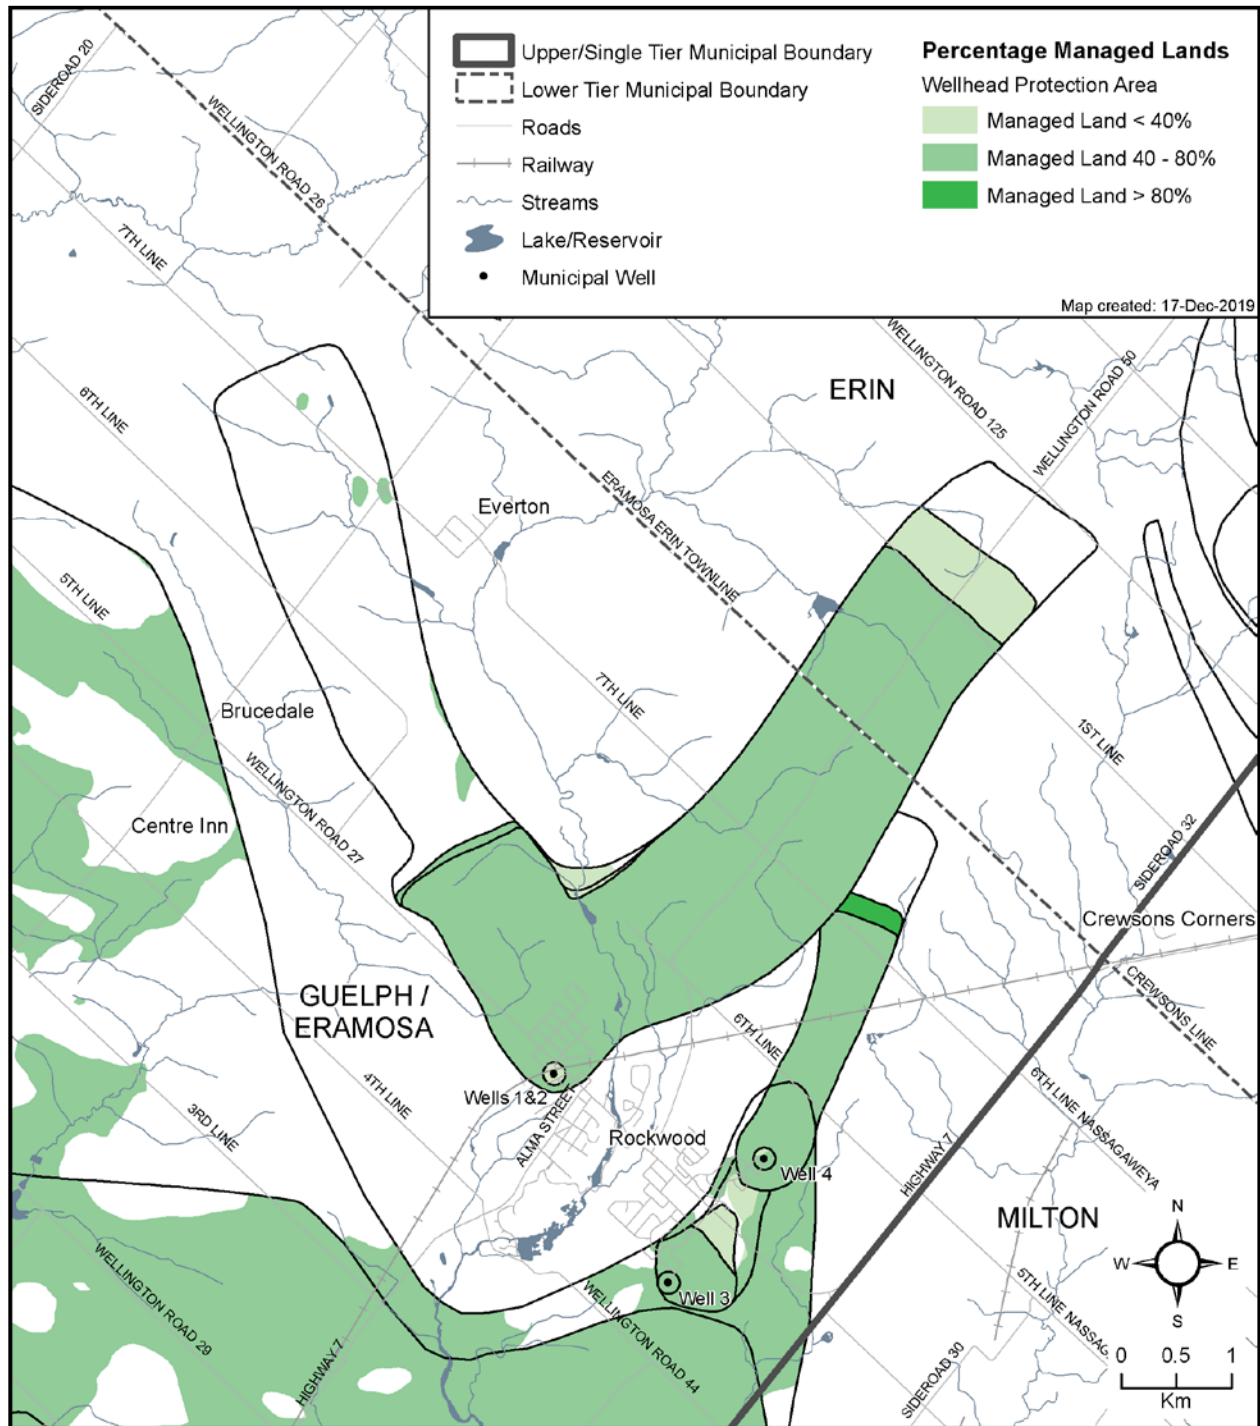 Upper/Single Tier Municipal Boundary
Lower Tier Municipal Boundary
Roads
Railway
Streams
Lake/Reservoir
Municipal Well
Percentage Managed Lands
Wellhead Protection Area
Managed Land < 40%
Managed Land 40 - 80%
Managed Land > 80%
Map created: 17-Dec-2019
SIDEROAD 20
WELLINGTON ROAD 26
7TH LINE
6TH LINE
WELLINGTON ROAD 125
WELLINGTON ROAD 50
ERIN
Everton
ERAMOSA ERIN TOWNLINE
5TH LINE
Brucedale
7TH LINE
1ST LINE
WELLINGTON ROAD 27
Centre Inn
SIDEROAD 32
Crewsons Corners
GUELPH /
ERAMOSA
CREWSONS LINE
6TH LINE
4TH LINE
3RD LINE
Wells 1&2
ALMA STREET
Rockwood
Well 4
6TH LINE NASSAGAWEYA
HIGHWAY 7
MILTON
N
W
E
S
5TH LINE NASSAG
Well 3
WELLINGTON ROAD 29
WELLINGTON ROAD 44
HIGHWAY 7
SIDEROAD 30
0 0.5 1
Km